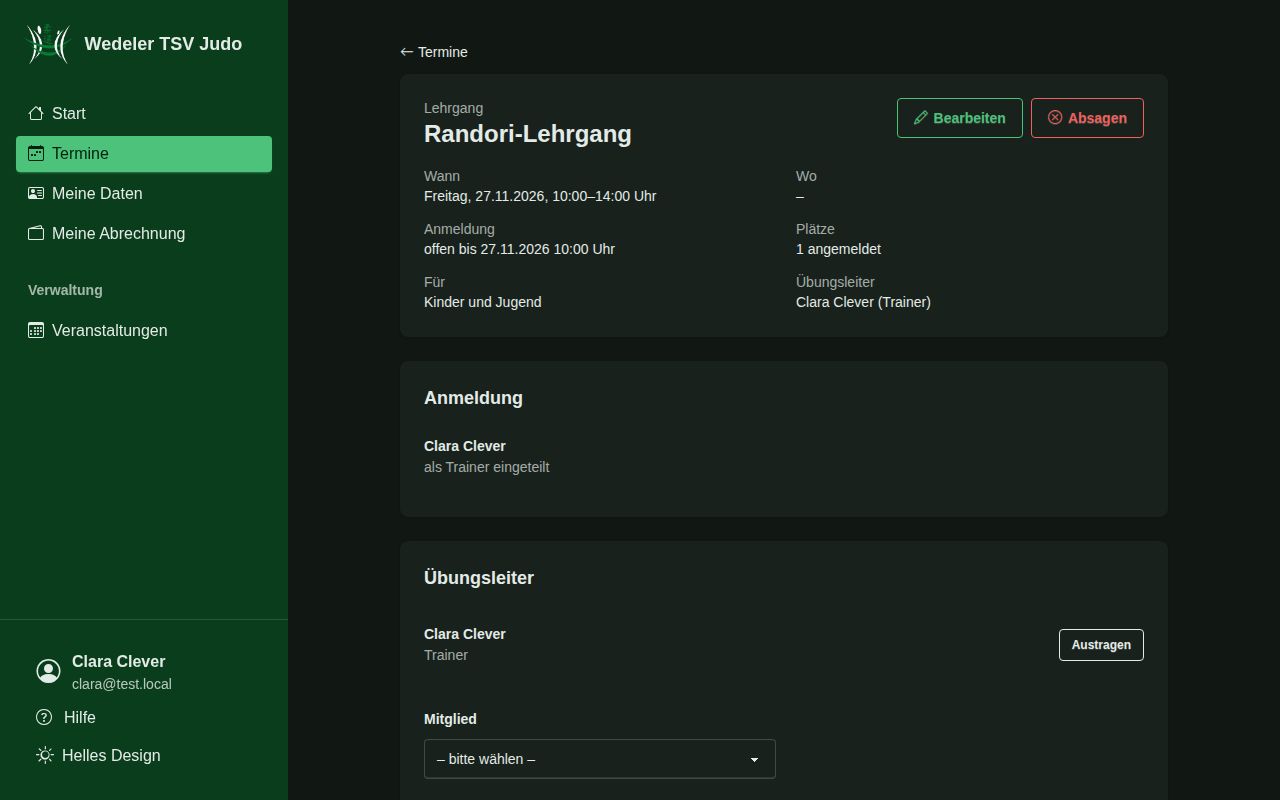 Wedeler TSV Judo
Start
Termine
Meine Daten
Meine Abrechnung
Verwaltung
Veranstaltungen
Clara Clever
clara@test.local
Hilfe
Helles Design
← Termine
Lehrgang
Randori-Lehrgang
Bearbeiten
Absagen
Wann
Freitag, 27.11.2026, 10:00–14:00 Uhr
Wo
–
Anmeldung
offen bis 27.11.2026 10:00 Uhr
Plätze
1 angemeldet
Für
Kinder und Jugend
Übungsleiter
Clara Clever (Trainer)
Anmeldung
Clara Clever
als Trainer eingeteilt
Übungsleiter
Clara Clever
Trainer
Austragen
Mitglied
– bitte wählen –